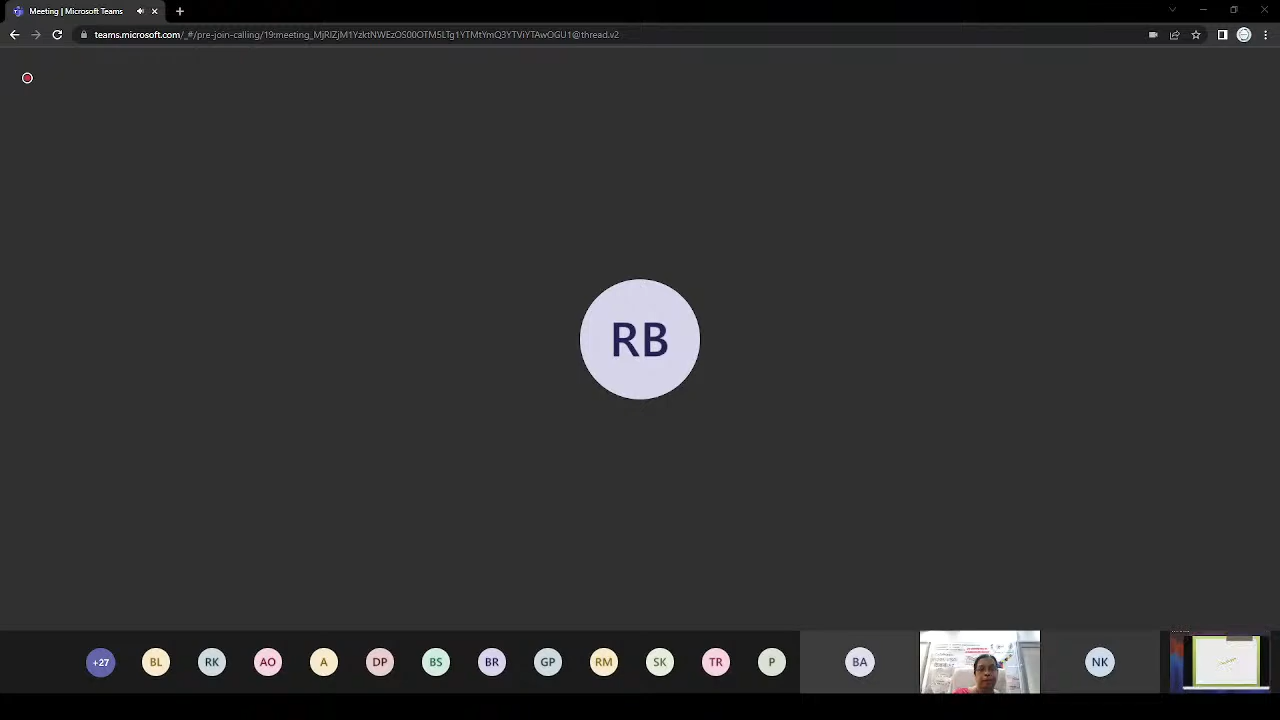 Meeting | Microsoft Teams
teams.microsoft.com/_#/pre-join-calling/19:meeting_MjRlZjM1YzktNWEzOS00OTM5LTg1YTMtYmQ3YTViYTAwOGU1@thread.v2
RB
+27 BL RK AO A DP BS BR GP RM SK TR P BA NK